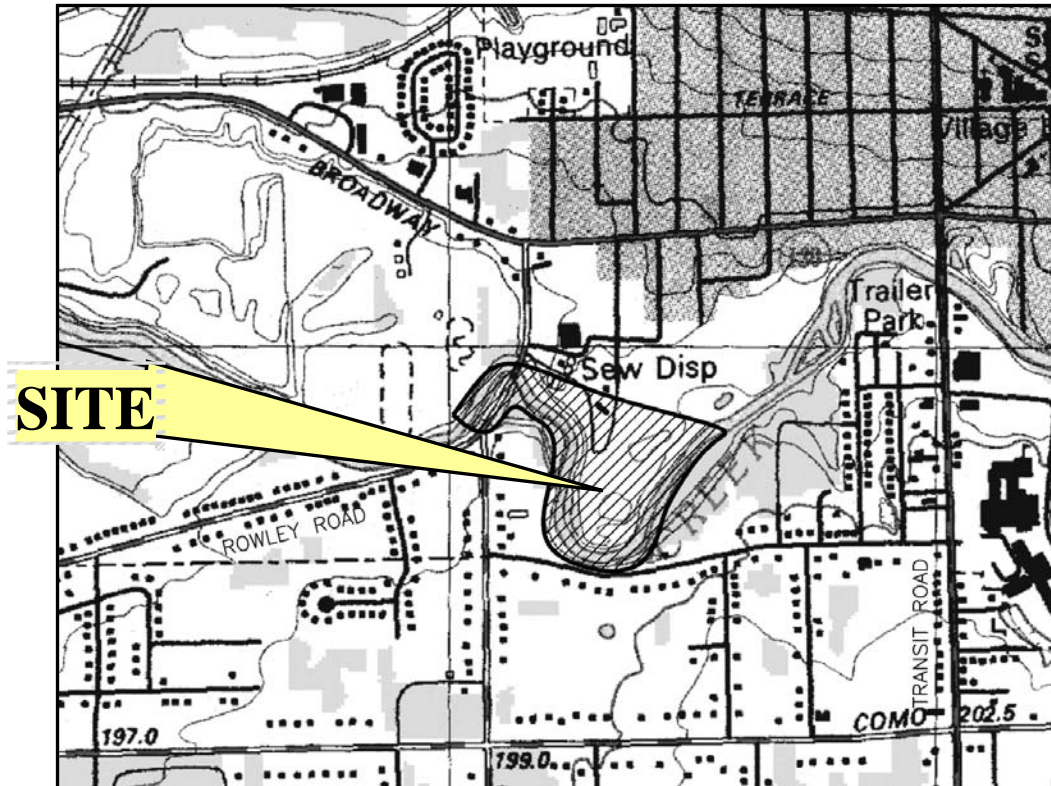 Playground
TERRACE
BROADWAY
Trailer
Park
Sew Disp
SITE
CREEK
ROWLEY ROAD
TRANSIT ROAD
COMO
202.5
197.0
199.0